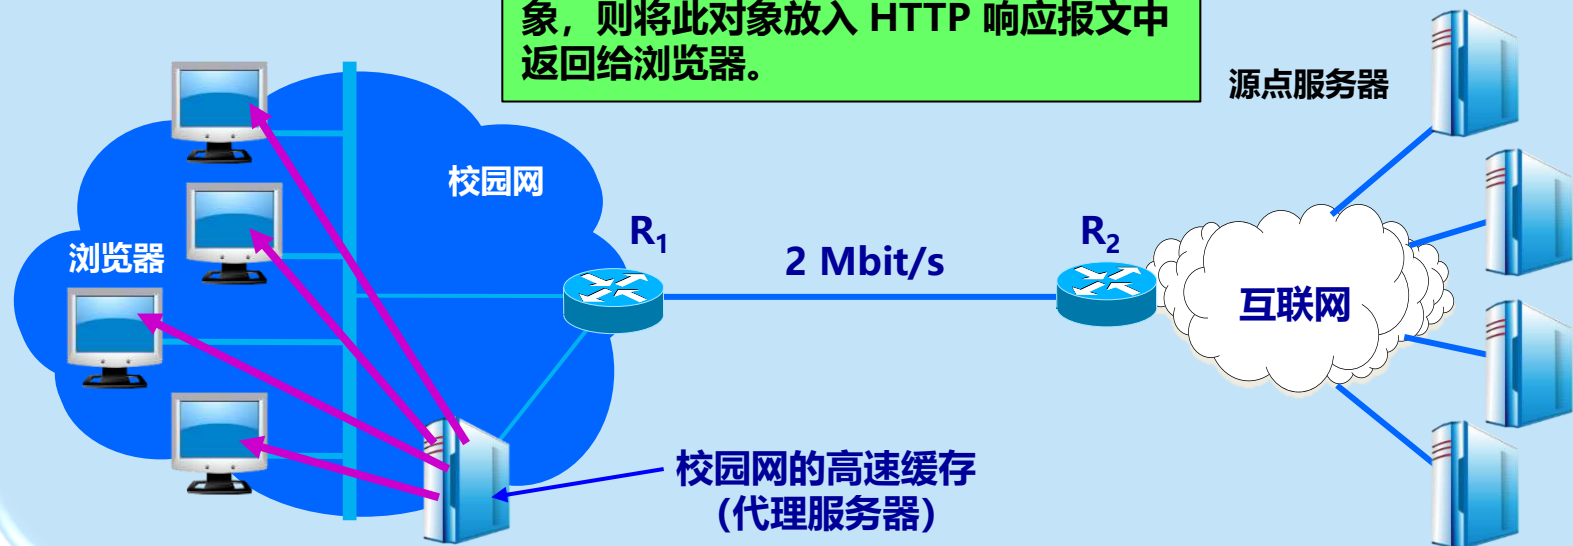 象，则将此对象放入 HTTP 响应报文中
返回给浏览器。
源点服务器
校园网
浏览器
R₁
2 Mbit/s
R₂
互联网
校园网的高速缓存
（代理服务器）